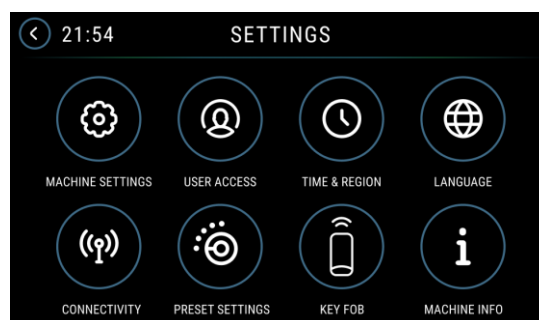 21:54 SETTINGS
MACHINE SETTINGS USER ACCESS TIME & REGION LANGUAGE
CONNECTIVITY PRESET SETTINGS KEY FOB MACHINE INFO